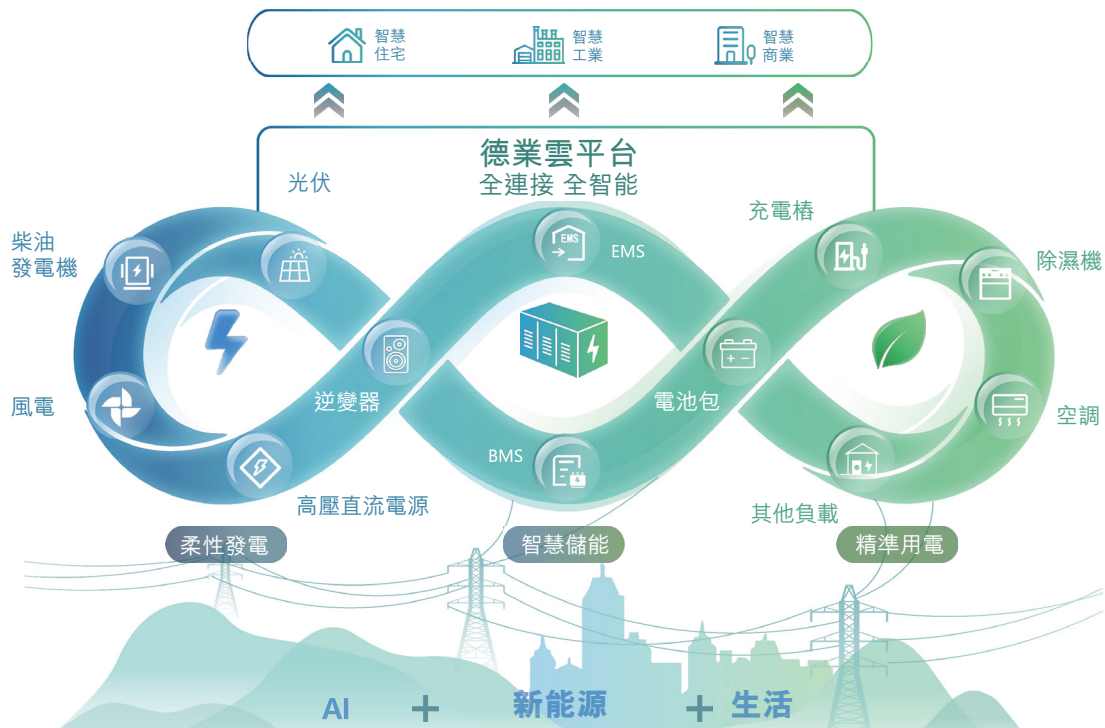 智慧
住宅
智慧
工業
智慧
商業
德業雲平台
全連接 全智能
光伏
柴油
發電機
風電
高壓直流電源
逆變器
EMS
EMS
BMS
電池包
充電樁
除濕機
空調
其他負載
柔性發電
智慧儲能
精準用電
AI + 新能源 + 生活